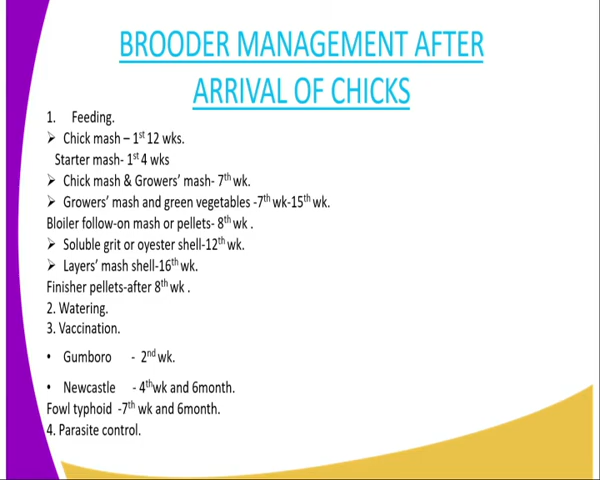 BROODER MANAGEMENT AFTER
ARRIVAL OF CHICKS
1. Feeding.
➢ Chick mash – 1st 12 wks.
Starter mash- 1st 4 wks
➢ Chick mash & Growers’ mash- 7th wk.
➢ Growers’ mash and green vegetables -7th wk-15th wk.
Bloiler follow-on mash or pellets- 8th wk .
➢ Soluble grit or oyester shell-12th wk.
➢ Layers’ mash shell-16th wk.
Finisher pellets-after 8th wk .
2. Watering.
3. Vaccination.
• Gumboro - 2nd wk.
• Newcastle - 4thwk and 6month.
Fowl typhoid -7th wk and 6month.
4. Parasite control.